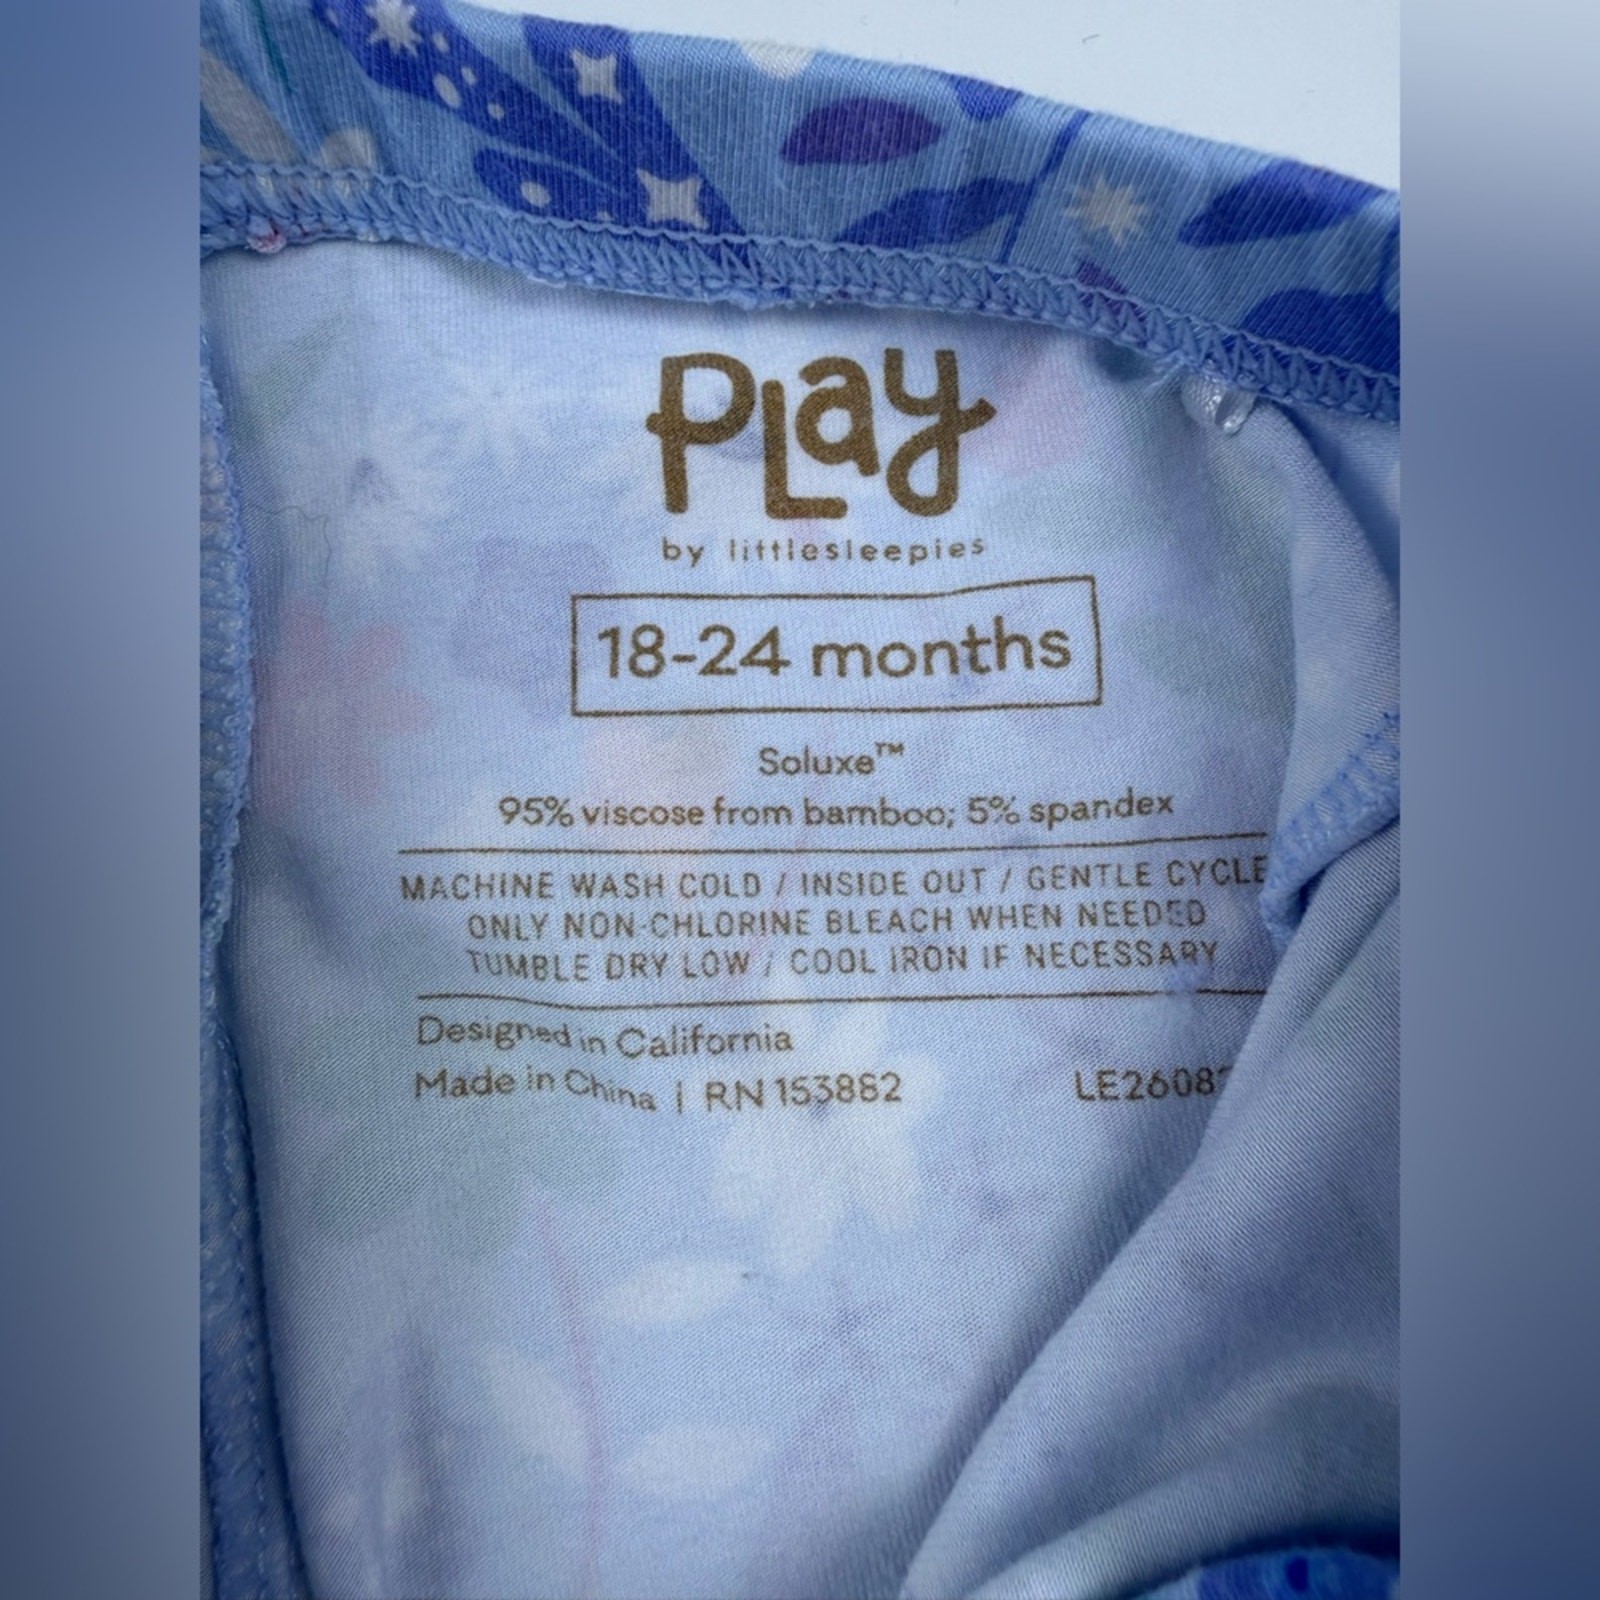 PLay
by littlesleepies
18-24 months
Soluxe™
95% viscose from bamboo; 5% spandex
MACHINE WASH COLD / INSIDE OUT / GENTLE CYCLE
ONLY NON-CHLORINE BLEACH WHEN NEEDED
TUMBLE DRY LOW / COOL IRON IF NECESSARY
Designed in California
Made in China | RN 153882